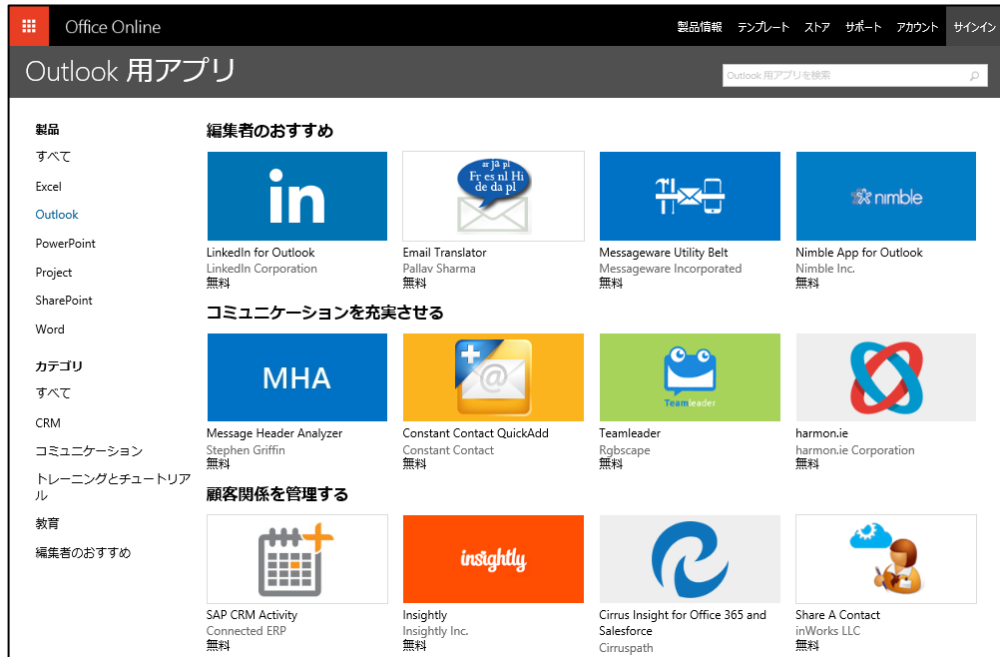 Office Online
製品情報 テンプレート ストア サポート アカウント サインイン
Outlook 用アプリ
Outlook 用アプリを検索
製品
すべて
Excel
Outlook
PowerPoint
Project
SharePoint
Word
カテゴリ
すべて
CRM
コミュニケーション
トレーニングとチュートリア
ル
教育
編集者のおすすめ
編集者のおすすめ
in
LinkedIn for Outlook
LinkedIn Corporation
無料
ar ja pl
Fr es nl Hi
de da pl
Email Translator
Pallav Sharma
無料
Messageware Utility Belt
Messageware Incorporated
無料
nimble
Nimble App for Outlook
Nimble Inc.
無料
コミュニケーションを充実させる
MHA
Message Header Analyzer
Stephen Griffin
無料
@
Constant Contact QuickAdd
Constant Contact
無料
Teamleader
Teamleader
Rgbscape
無料
harmon.ie
harmon.ie Corporation
無料
顧客関係を管理する
SAP CRM Activity
Connected ERP
無料
insightly
Insightly
Insightly Inc.
無料
Cirrus Insight for Office 365 and
Salesforce
Cirruspath
Share A Contact
inWorks LLC
無料